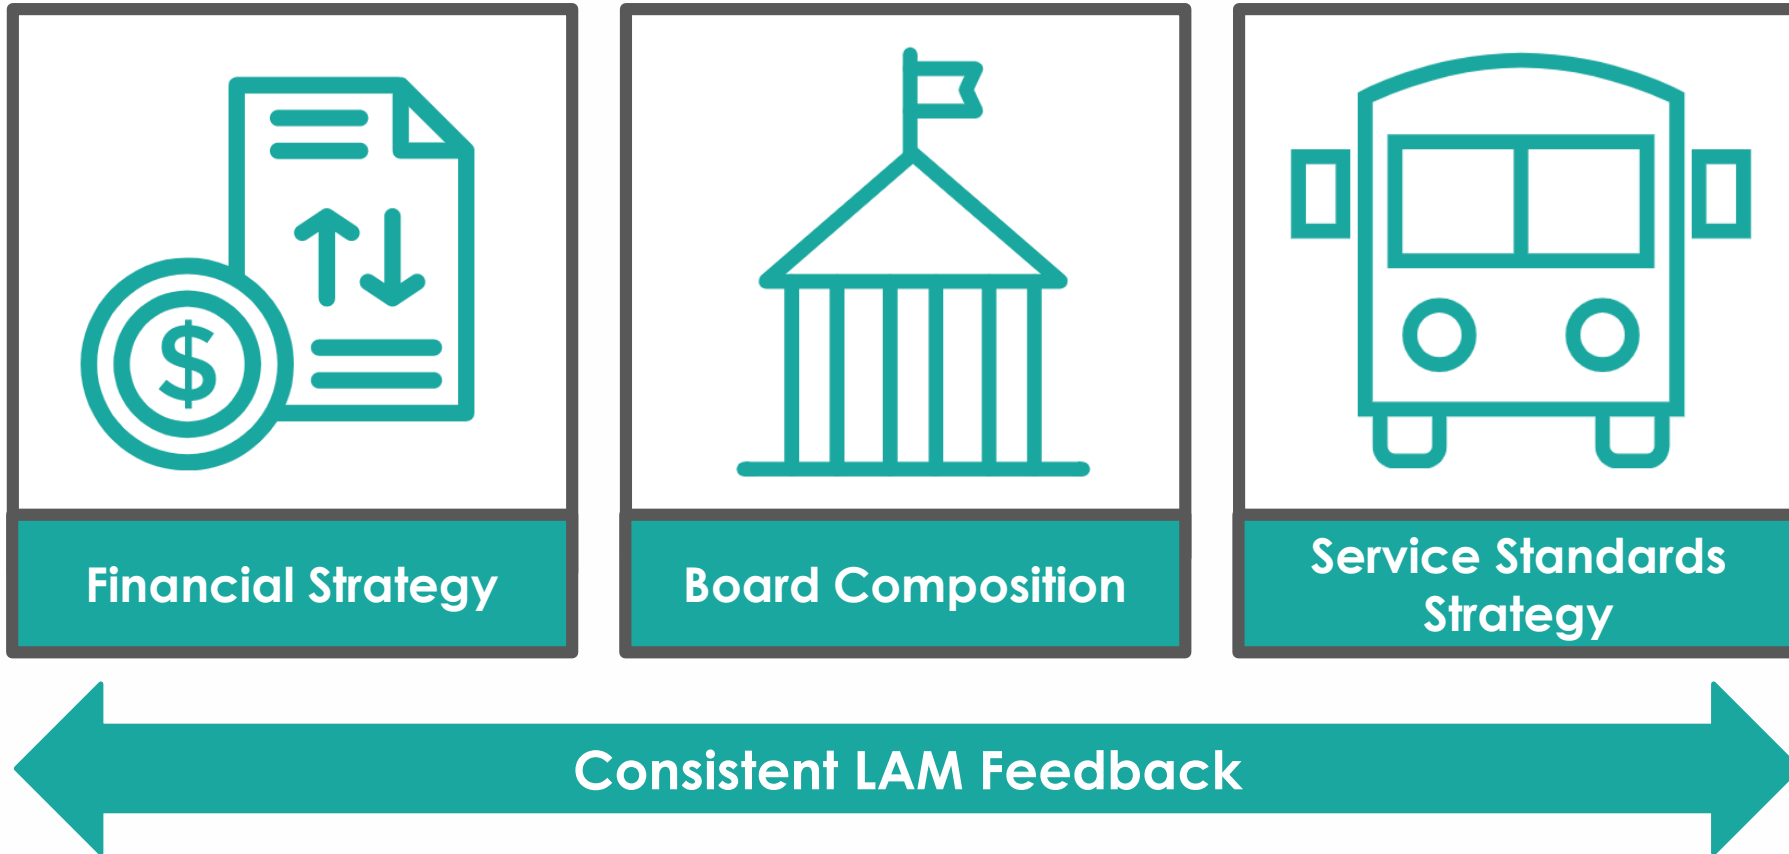 $
Financial Strategy
Board Composition
Service Standards
Strategy
Consistent LAM Feedback